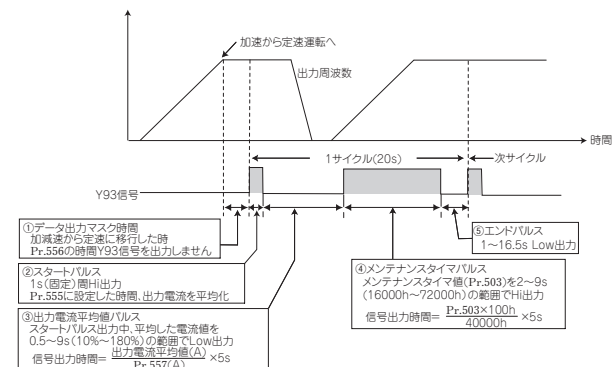 加速から定速運転へ
出力周波数
時間
1サイクル(20s)
次サイクル
Y93信号
①データ出力マスク時間
加減速から定速に移行した時
Pr.556の時間Y93信号を出力しません
②スタートパルス
1s(固定)間Hi出力
Pr.555に設定した時間、出力電流を平均化
③出力電流平均値パルス
スタートパルス出力中、平均した電流値を
0.5~9s(10%~180%)の範囲でLow出力
信号出力時間= 出力電流平均値(A) ×5s
Pr.557(A)
④メンテナンスタイマパルス
メンテナンスタイマ値(Pr.503)を2~9s
(16000h~72000h)の範囲でHi出力
信号出力時間= Pr.503×100h ×5s
40000h
⑤エンドパルス
1~16.5s Low出力